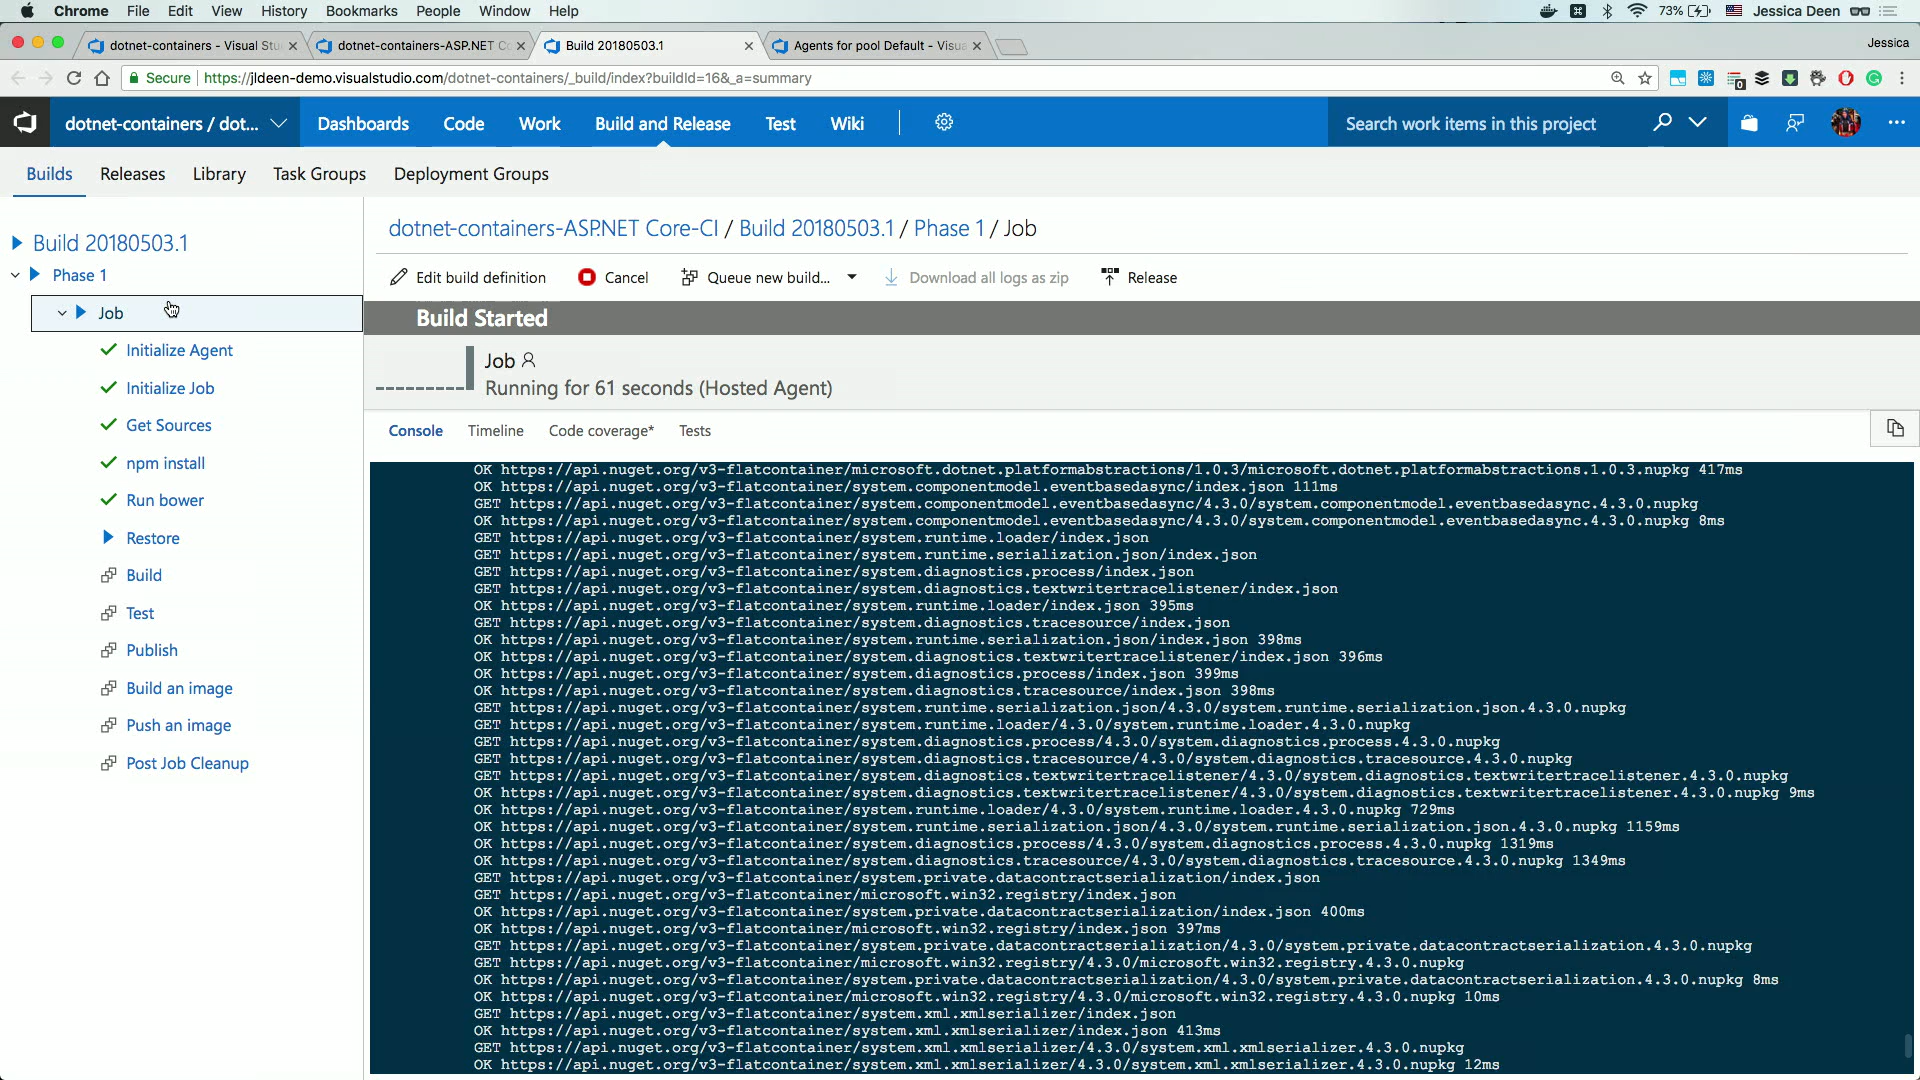 Chrome File Edit View History Bookmarks People Window Help 73% Jessica Deen
dotnet-containers - Visual Stu dotnet-containers-ASP.NET C Build 20180503.1 Agents for pool Default - Visua Jessica
Secure https://jldeen-demo.visualstudio.com/dotnet-containers/_build/index?buildId=16&_a=summary 0
dotnet-containers / dot... Dashboards Code Work Build and Release Test Wiki Search work items in this project
Builds Releases Library Task Groups Deployment Groups
Build 20180503.1
Phase 1
Job
Initialize Agent
Initialize Job
Get Sources
npm install
Run bower
Restore
Build
Test
Publish
Build an image
Push an image
Post Job Cleanup
dotnet-containers-ASP.NET Core-CI / Build 20180503.1 / Phase 1 / Job
Edit build definition Cancel Queue new build... Download all logs as zip Release
Build Started
Job
Running for 61 seconds (Hosted Agent)
Console Timeline Code coverage* Tests
OK https://api.nuget.org/v3-flatcontainer/microsoft.dotnet.platformabstractions/1.0.3/microsoft.dotnet.platformabstractions.1.0.3.nupkg 417ms
OK https://api.nuget.org/v3-flatcontainer/system.componentmodel.eventbasedasync/index.json 111ms
GET https://api.nuget.org/v3-flatcontainer/system.componentmodel.eventbasedasync/4.3.0/system.componentmodel.eventbasedasync.4.3.0.nupkg
OK https://api.nuget.org/v3-flatcontainer/system.componentmodel.eventbasedasync/4.3.0/system.componentmodel.eventbasedasync.4.3.0.nupkg 8ms
GET https://api.nuget.org/v3-flatcontainer/system.runtime.loader/index.json
GET https://api.nuget.org/v3-flatcontainer/system.runtime.serialization.json/index.json
GET https://api.nuget.org/v3-flatcontainer/system.diagnostics.process/index.json
GET https://api.nuget.org/v3-flatcontainer/system.diagnostics.textwritertracelistener/index.json
OK https://api.nuget.org/v3-flatcontainer/system.runtime.loader/index.json 395ms
GET https://api.nuget.org/v3-flatcontainer/system.diagnostics.tracesource/index.json
OK https://api.nuget.org/v3-flatcontainer/system.runtime.serialization.json/index.json 398ms
OK https://api.nuget.org/v3-flatcontainer/system.diagnostics.textwritertracelistener/index.json 396ms
OK https://api.nuget.org/v3-flatcontainer/system.diagnostics.process/index.json 399ms
OK https://api.nuget.org/v3-flatcontainer/system.diagnostics.tracesource/index.json 398ms
GET https://api.nuget.org/v3-flatcontainer/system.runtime.serialization.json/4.3.0/system.runtime.serialization.json.4.3.0.nupkg
GET https://api.nuget.org/v3-flatcontainer/system.runtime.loader/4.3.0/system.runtime.loader.4.3.0.nupkg
GET https://api.nuget.org/v3-flatcontainer/system.diagnostics.process/4.3.0/system.diagnostics.process.4.3.0.nupkg
GET https://api.nuget.org/v3-flatcontainer/system.diagnostics.tracesource/4.3.0/system.diagnostics.tracesource.4.3.0.nupkg
GET https://api.nuget.org/v3-flatcontainer/system.diagnostics.textwritertracelistener/4.3.0/system.diagnostics.textwritertracelistener.4.3.0.nupkg
OK https://api.nuget.org/v3-flatcontainer/system.diagnostics.textwritertracelistener/4.3.0/system.diagnostics.textwritertracelistener.4.3.0.nupkg 9ms
OK https://api.nuget.org/v3-flatcontainer/system.runtime.loader/4.3.0/system.runtime.loader.4.3.0.nupkg 729ms
OK https://api.nuget.org/v3-flatcontainer/system.runtime.serialization.json/4.3.0/system.runtime.serialization.json.4.3.0.nupkg 1159ms
OK https://api.nuget.org/v3-flatcontainer/system.diagnostics.process/4.3.0/system.diagnostics.process.4.3.0.nupkg 1319ms
OK https://api.nuget.org/v3-flatcontainer/system.diagnostics.tracesource/4.3.0/system.diagnostics.tracesource.4.3.0.nupkg 1349ms
GET https://api.nuget.org/v3-flatcontainer/system.private.datacontractserialization/index.json
GET https://api.nuget.org/v3-flatcontainer/microsoft.win32.registry/index.json
OK https://api.nuget.org/v3-flatcontainer/system.private.datacontractserialization/index.json 400ms
OK https://api.nuget.org/v3-flatcontainer/microsoft.win32.registry/index.json 397ms
GET https://api.nuget.org/v3-flatcontainer/system.private.datacontractserialization/4.3.0/system.private.datacontractserialization.4.3.0.nupkg
GET https://api.nuget.org/v3-flatcontainer/microsoft.win32.registry/4.3.0/microsoft.win32.registry.4.3.0.nupkg
OK https://api.nuget.org/v3-flatcontainer/system.private.datacontractserialization/4.3.0/system.private.datacontractserialization.4.3.0.nupkg 8ms
OK https://api.nuget.org/v3-flatcontainer/microsoft.win32.registry/4.3.0/microsoft.win32.registry.4.3.0.nupkg 10ms
GET https://api.nuget.org/v3-flatcontainer/system.xml.xmlserializer/index.json
OK https://api.nuget.org/v3-flatcontainer/system.xml.xmlserializer/index.json 413ms
GET https://api.nuget.org/v3-flatcontainer/system.xml.xmlserializer/4.3.0/system.xml.xmlserializer.4.3.0.nupkg
OK https://api.nuget.org/v3-flatcontainer/system.xml.xmlserializer/4.3.0/system.xml.xmlserializer.4.3.0.nupkg 12ms